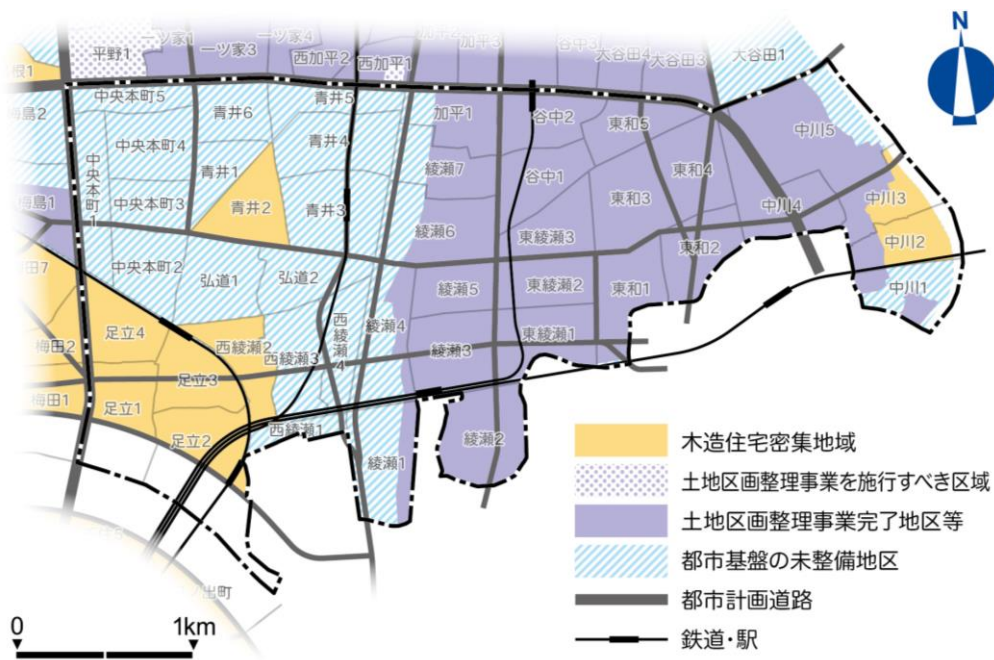 N
一ツ家1
一ツ家3
一ツ家4
平野1
西加平2
西加平1
加平3
谷中3
大谷田4
大谷田3
大谷田1
根1
中央本町5
青井6
青井5
加平1
谷中2
東和5
中川5
梅島2
中央本町4
青井1
青井4
綾瀬7
谷中1
東和4
中央本町1
中央本町3
青井2
青井3
東和3
中川4
中川3
梅島1
綾瀬6
東綾瀬3
東和2
中川2
中央本町2
弘道1
弘道2
綾瀬5
東綾瀬2
東和1
中川1
田7
足立4
西綾瀬2
西綾瀬3
西綾瀬4
綾瀬4
綾瀬3
東綾瀬1
梅田2
足立3
梅田1
足立1
足立2
西綾瀬1
綾瀬1
綾瀬2
出町
木造住宅密集地域
土地区画整理事業を施行すべき区域
土地区画整理事業完了地区等
都市基盤の未整備地区
都市計画道路
鉄道・駅
0
1km